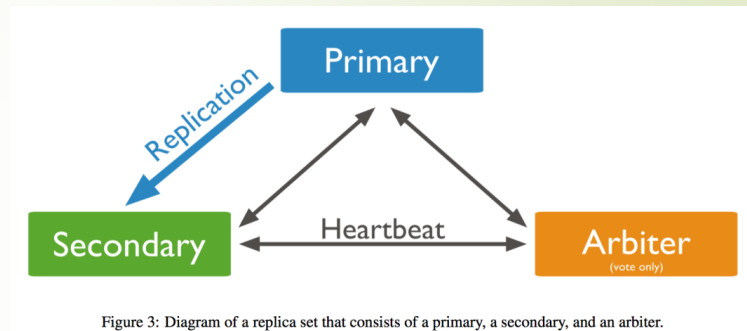 Primary
Replication
Secondary
Heartbeat
Arbiter
(vote only)
Figure 3: Diagram of a replica set that consists of a primary, a secondary, and an arbiter.